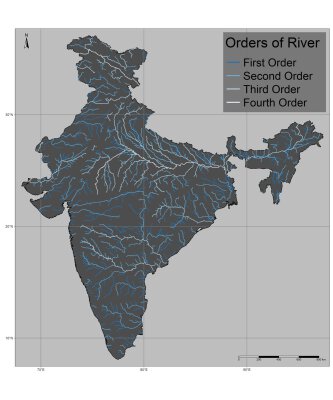 N
Orders of River
First Order
Second Order
Third Order
Fourth Order
30°N
20°N
10°N
70°E
80°E
90°E